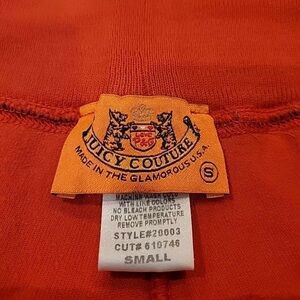 LOVE
P&G
JUICY COUTURE
MADE IN THE GLAMOROUS U.S.A.
S
MACHINE WASH COLD
WITH LIKE COLORS
NO BLEACH PRODUCTS
DRY LOW TEMPERATURE
REMOVE PROMPTLY
STYLE#20003
CUT# 610746
SMALL